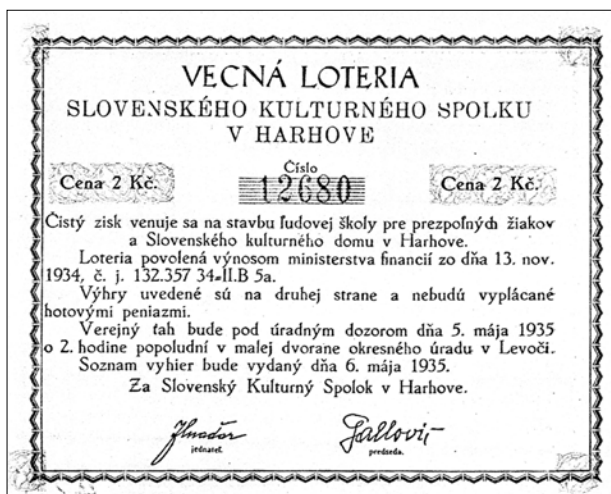 VECNÁ LOTERIA
SLOVENSKÉHO KULTURNÉHO SPOLKU
V HARHOVE
Cena 2 Kč.
Číslo
12680
Cena 2 Kč.
Čistý zisk venuje sa na stavbu ľudovej školy pre prezpoľných žiakov
a Slovenského kulturného domu v Harhove.
Loteria povolená výnosom ministerstva financií zo dňa 13. nov.
1934, č. j. 132.357 34-II.B 5a.
Výhry uvedené sú na druhej strane a nebudú vyplácané
hotovými peniazmi.
Verejný ťah bude pod úradným dozorom dňa 5. mája 1935
o 2. hodine popoludní v malej dvorane okresného úradu v Levoči.
Soznam vyhier bude vydaný dňa 6. mája 1935.
Za Slovenský Kulturný Spolok v Harhove.
jednateľ.
predseda.